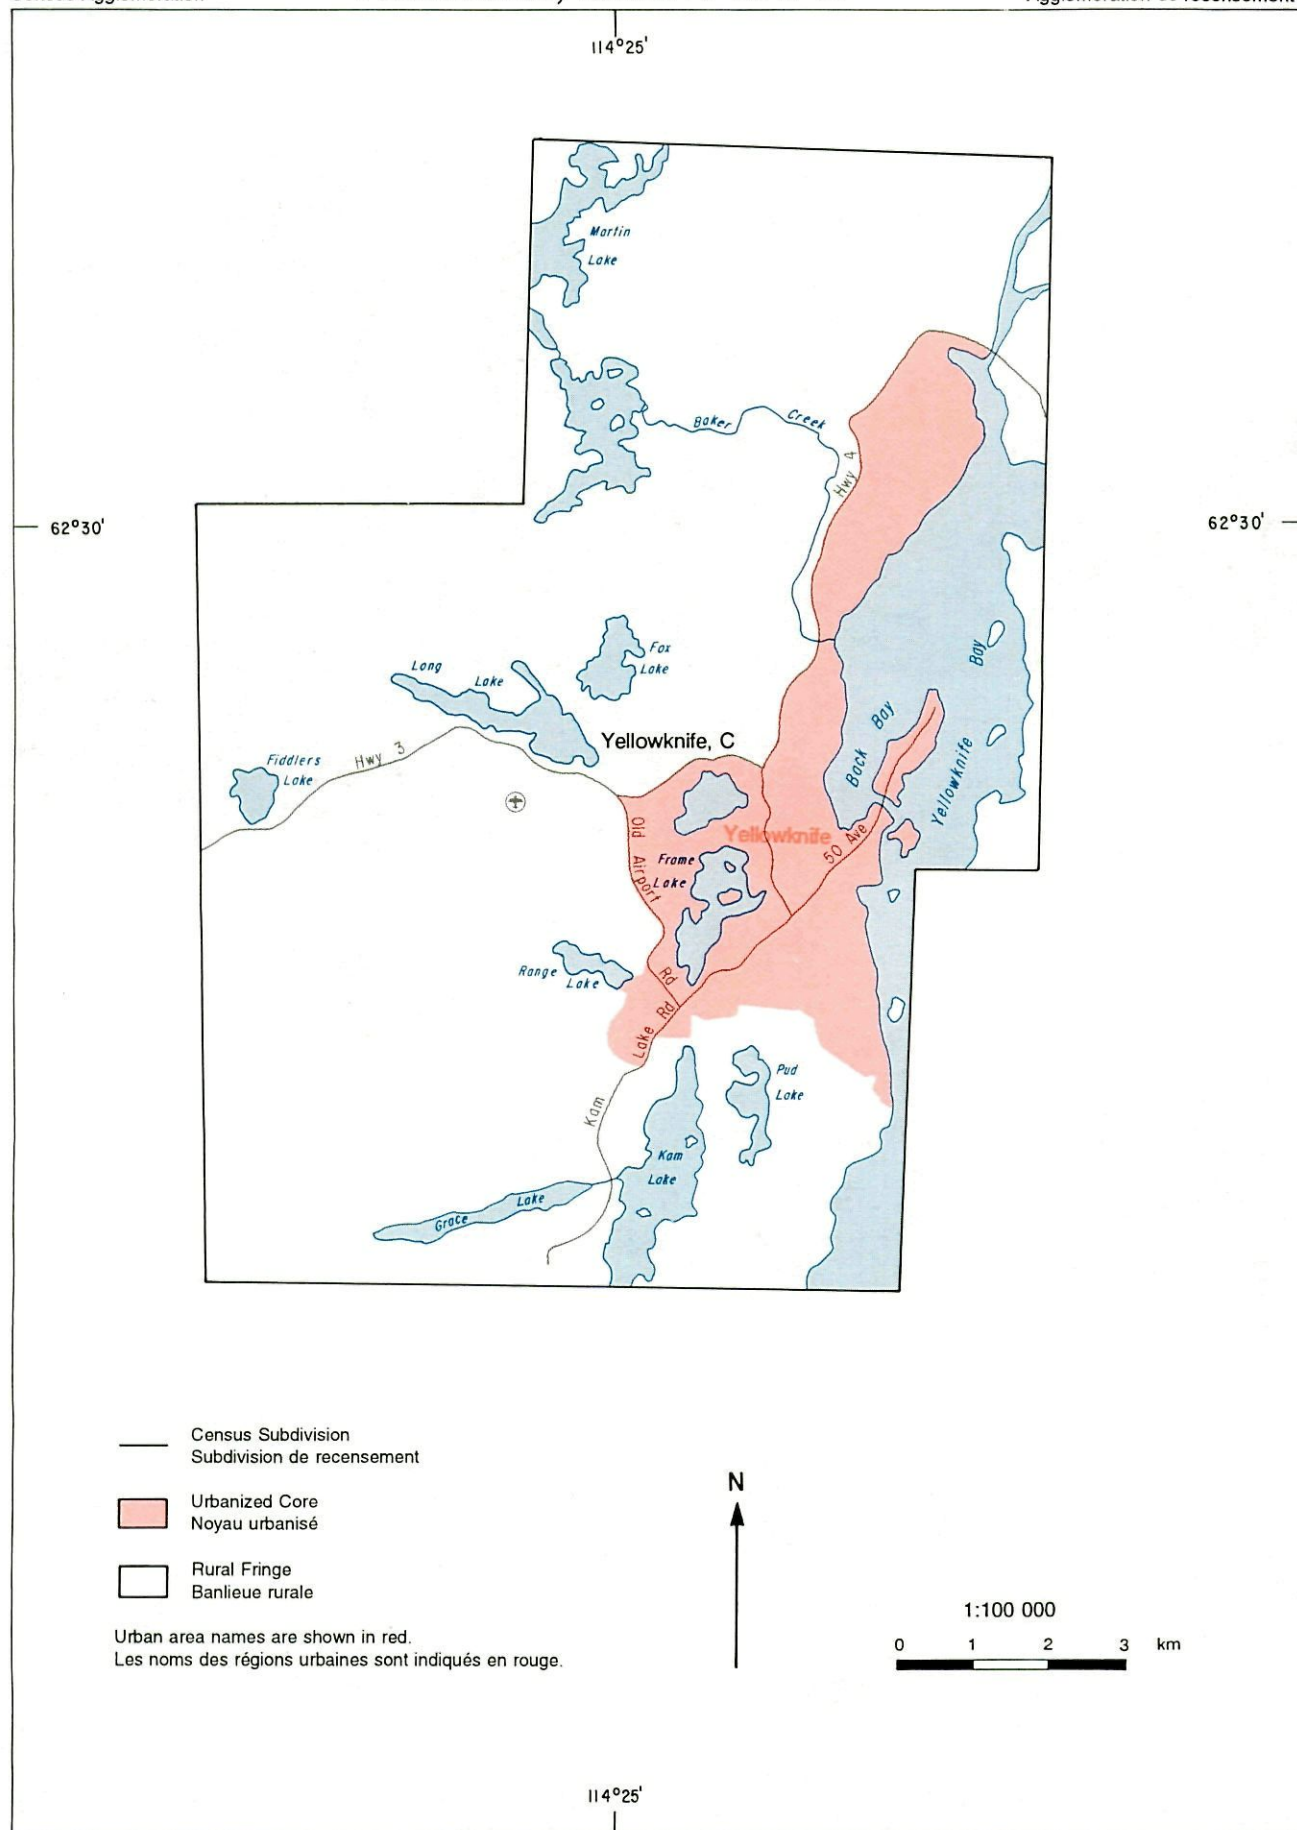 114°25'
Martin
Lake
Baker Creek
Hwy 4
62°30'
62°30'
Fox
Lake
Long Lake
Bay
Yellowknife, C
Back Bay
Yellowknife
Fiddlers
Lake
Hwy 3
Old Airport Rd
Yellowknife
50 Ave
Frame
Lake
Range
Lake
Kam Lake Rd
Pud
Lake
Kam
Lake
Grace Lake
Census Subdivision
Subdivision de recensement
Urbanized Core
Noyau urbanisé
Rural Fringe
Banlieue rurale
Urban area names are shown in red.
Les noms des régions urbaines sont indiqués en rouge.
N
1:100 000
0 1 2 3 km
114°25'